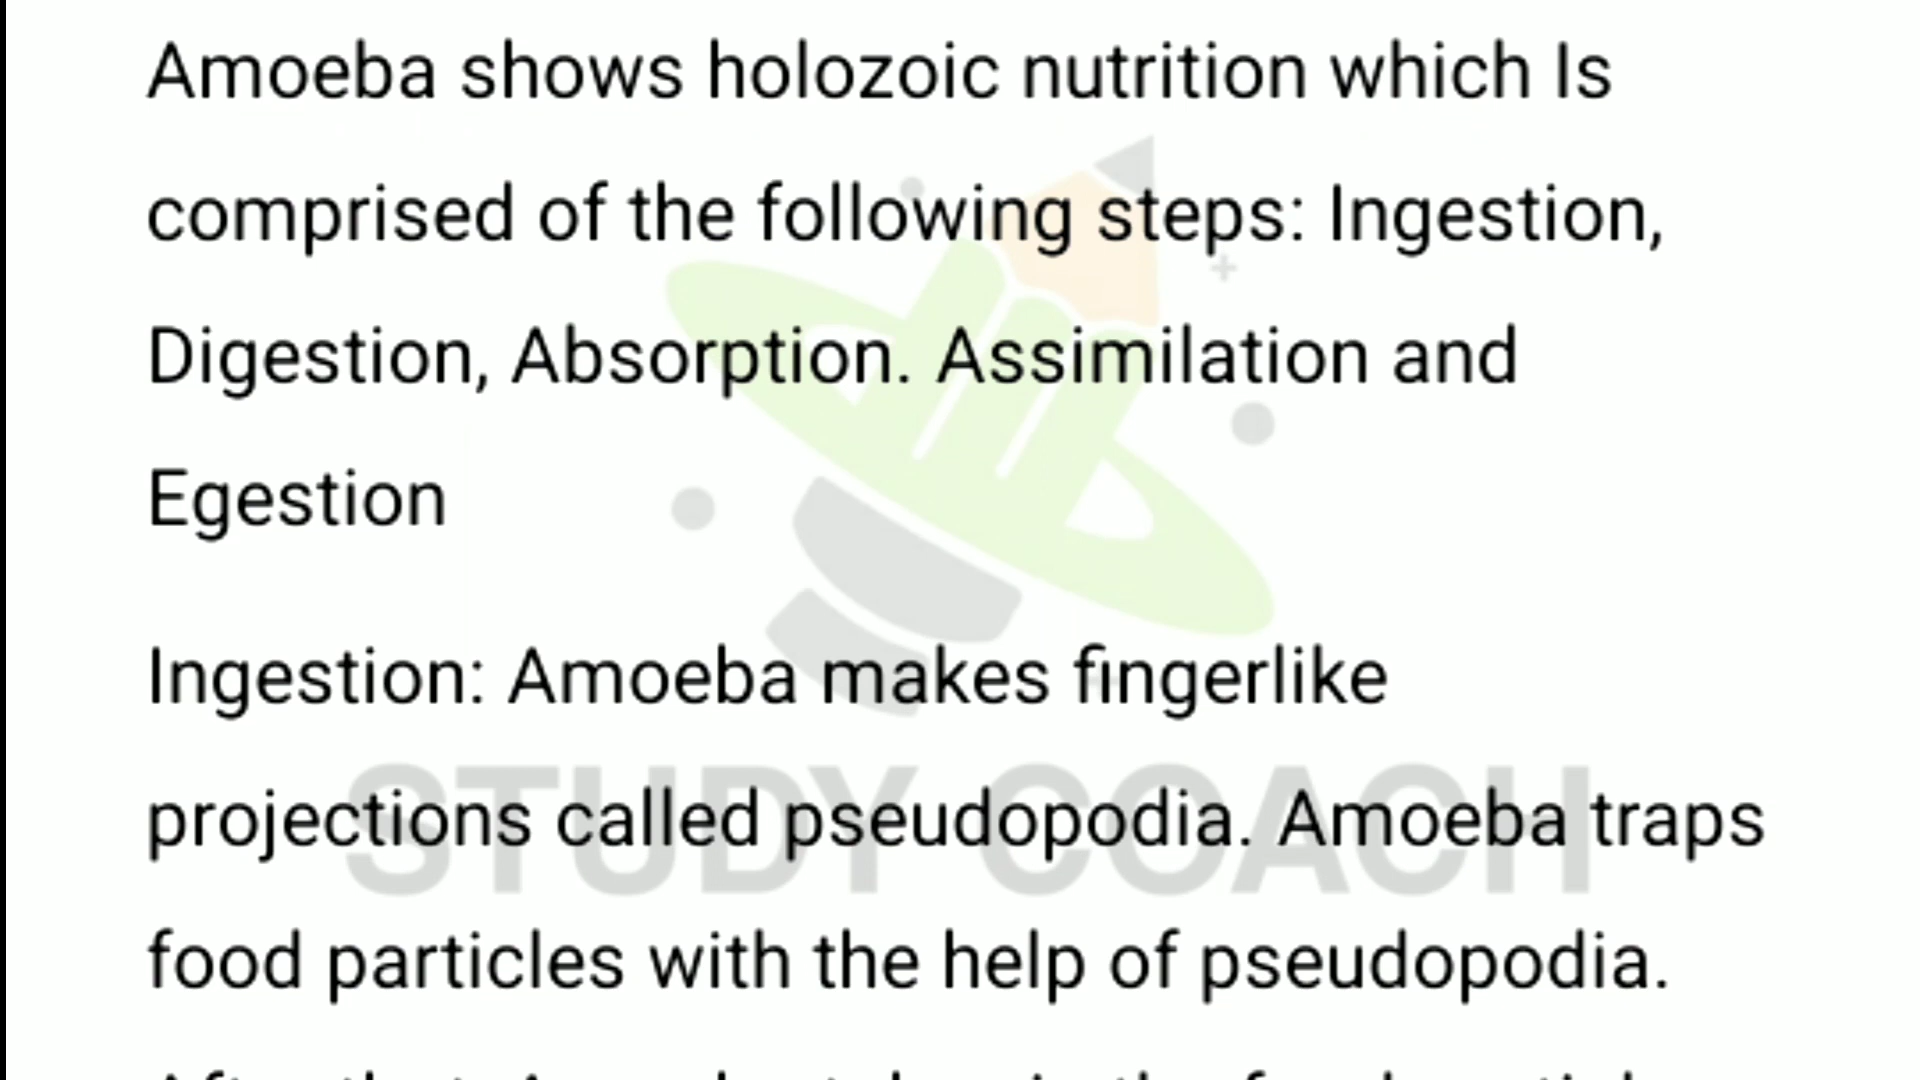 Amoeba shows holozoic nutrition which Is
comprised of the following steps: Ingestion,
Digestion, Absorption. Assimilation and
Egestion
Ingestion: Amoeba makes fingerlike
projections called pseudopodia. Amoeba traps
STUDY COACH
food particles with the help of pseudopodia.